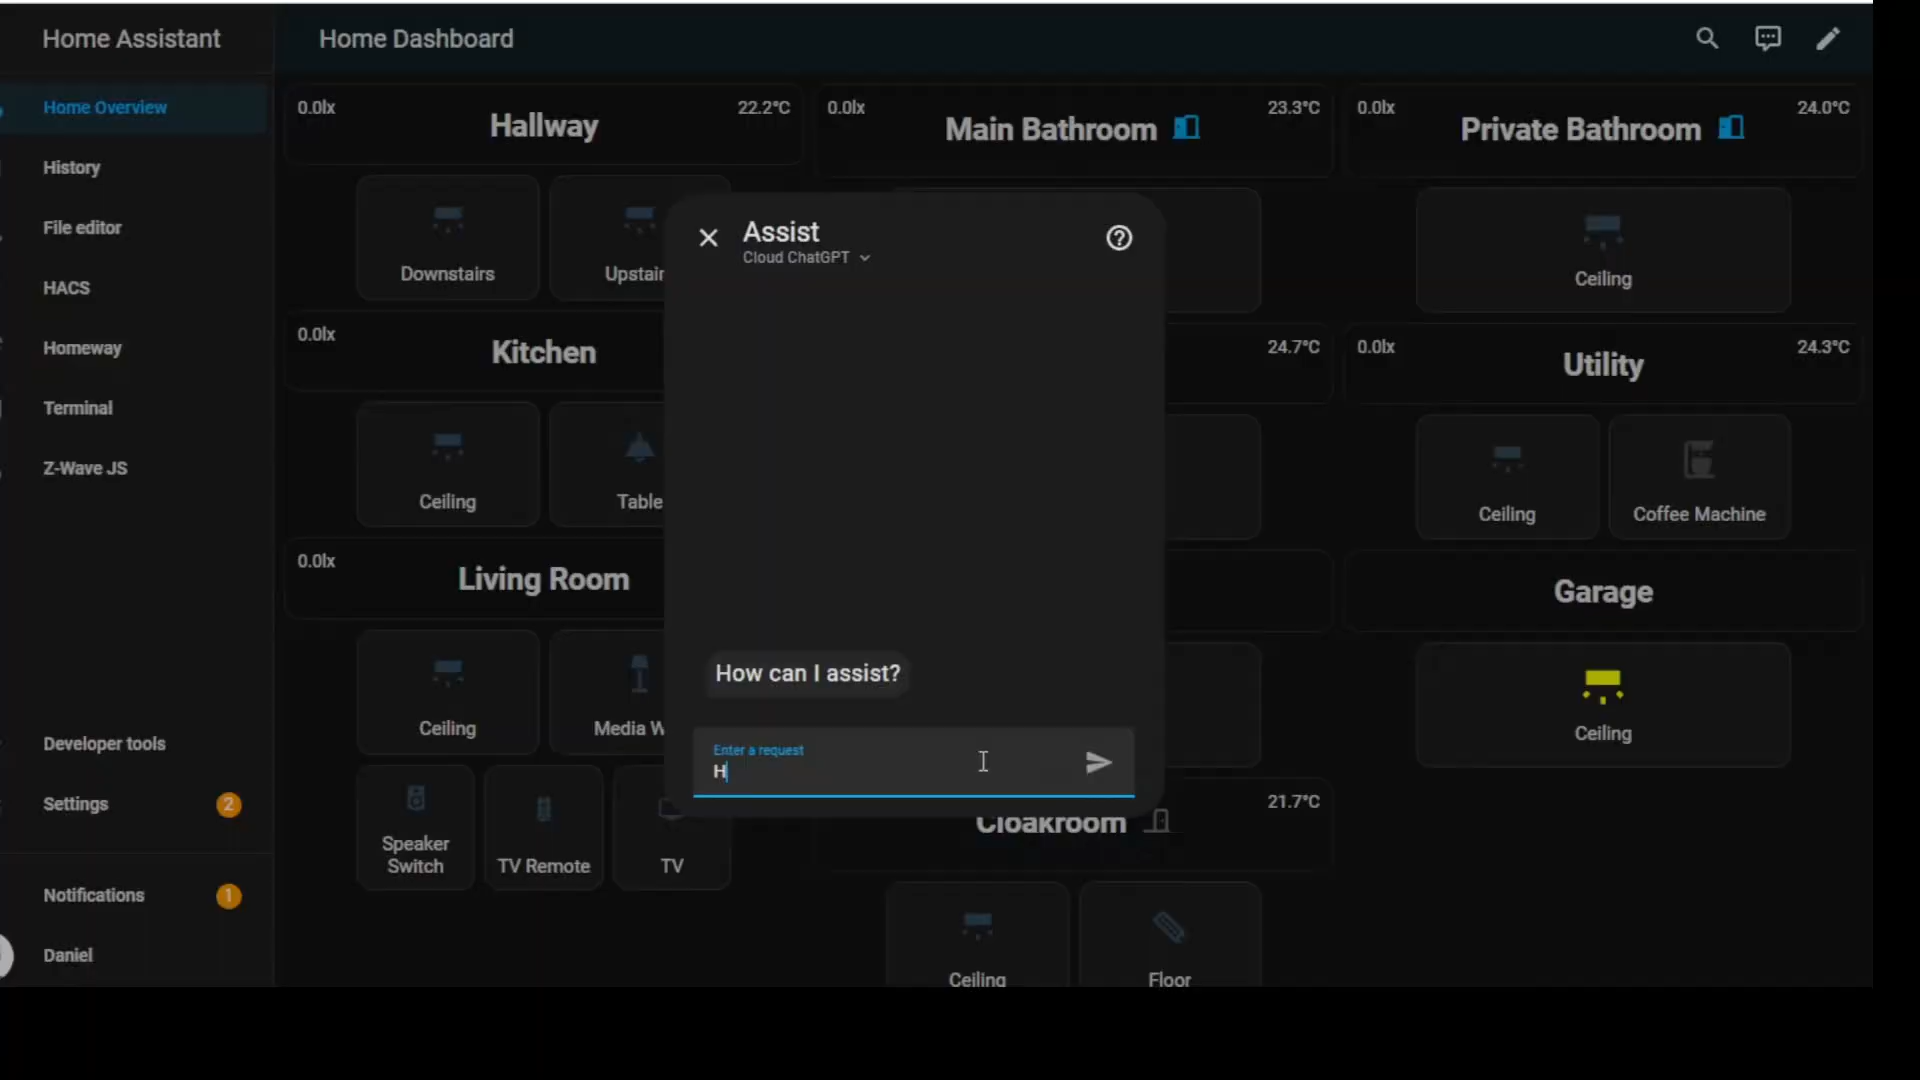 Home Assistant
Home Dashboard
Home Overview
History
File editor
HACS
Homeway
Terminal
Z-Wave JS
Developer tools
Settings
2
Notifications
1
Daniel
0.0lx
22.2°C
Hallway
Downstairs
0.0lx
Kitchen
Ceiling
Table
0.0lx
Living Room
Ceiling
Media W
Speaker
Switch
TV Remote
TV
0.0lx
23.3°C
Main Bathroom
24.7°C
21.7°C
Cloakroom
Ceiling
Floor
0.0lx
24.0°C
Private Bathroom
Ceiling
0.0lx
24.3°C
Utility
Ceiling
Coffee Machine
Garage
Ceiling
Assist
Cloud ChatGPT
How can I assist?
Enter a request
H